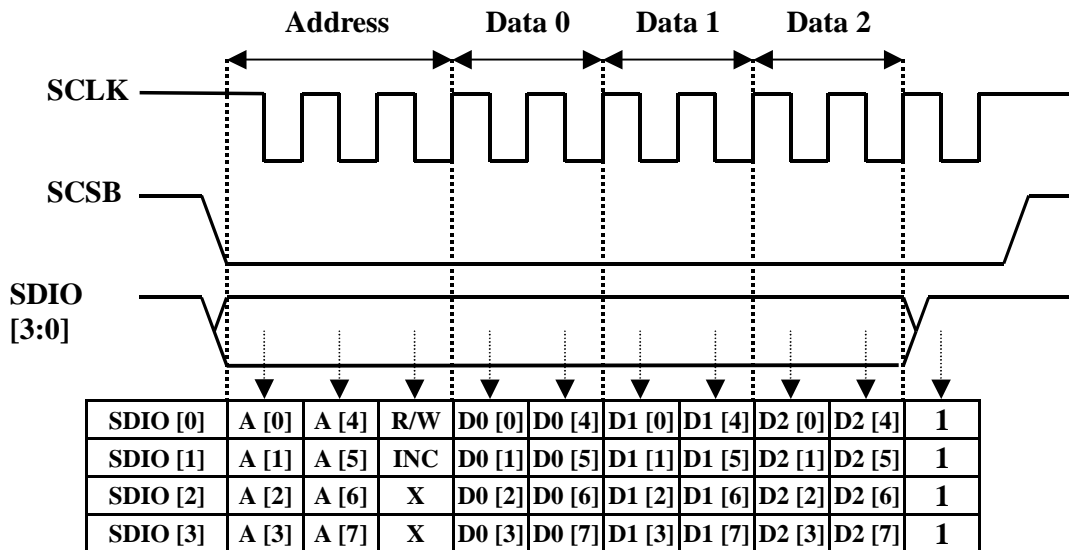 Address Data 0 Data 1 Data 2
SCLK
SCSB
SDIO
[3:0]
SDIO [0] A [0] A [4] R/W D0 [0] D0 [4] D1 [0] D1 [4] D2 [0] D2 [4] 1
SDIO [1] A [1] A [5] INC D0 [1] D0 [5] D1 [1] D1 [5] D2 [1] D2 [5] 1
SDIO [2] A [2] A [6] X D0 [2] D0 [6] D1 [2] D1 [6] D2 [2] D2 [6] 1
SDIO [3] A [3] A [7] X D0 [3] D0 [7] D1 [3] D1 [7] D2 [3] D2 [7] 1